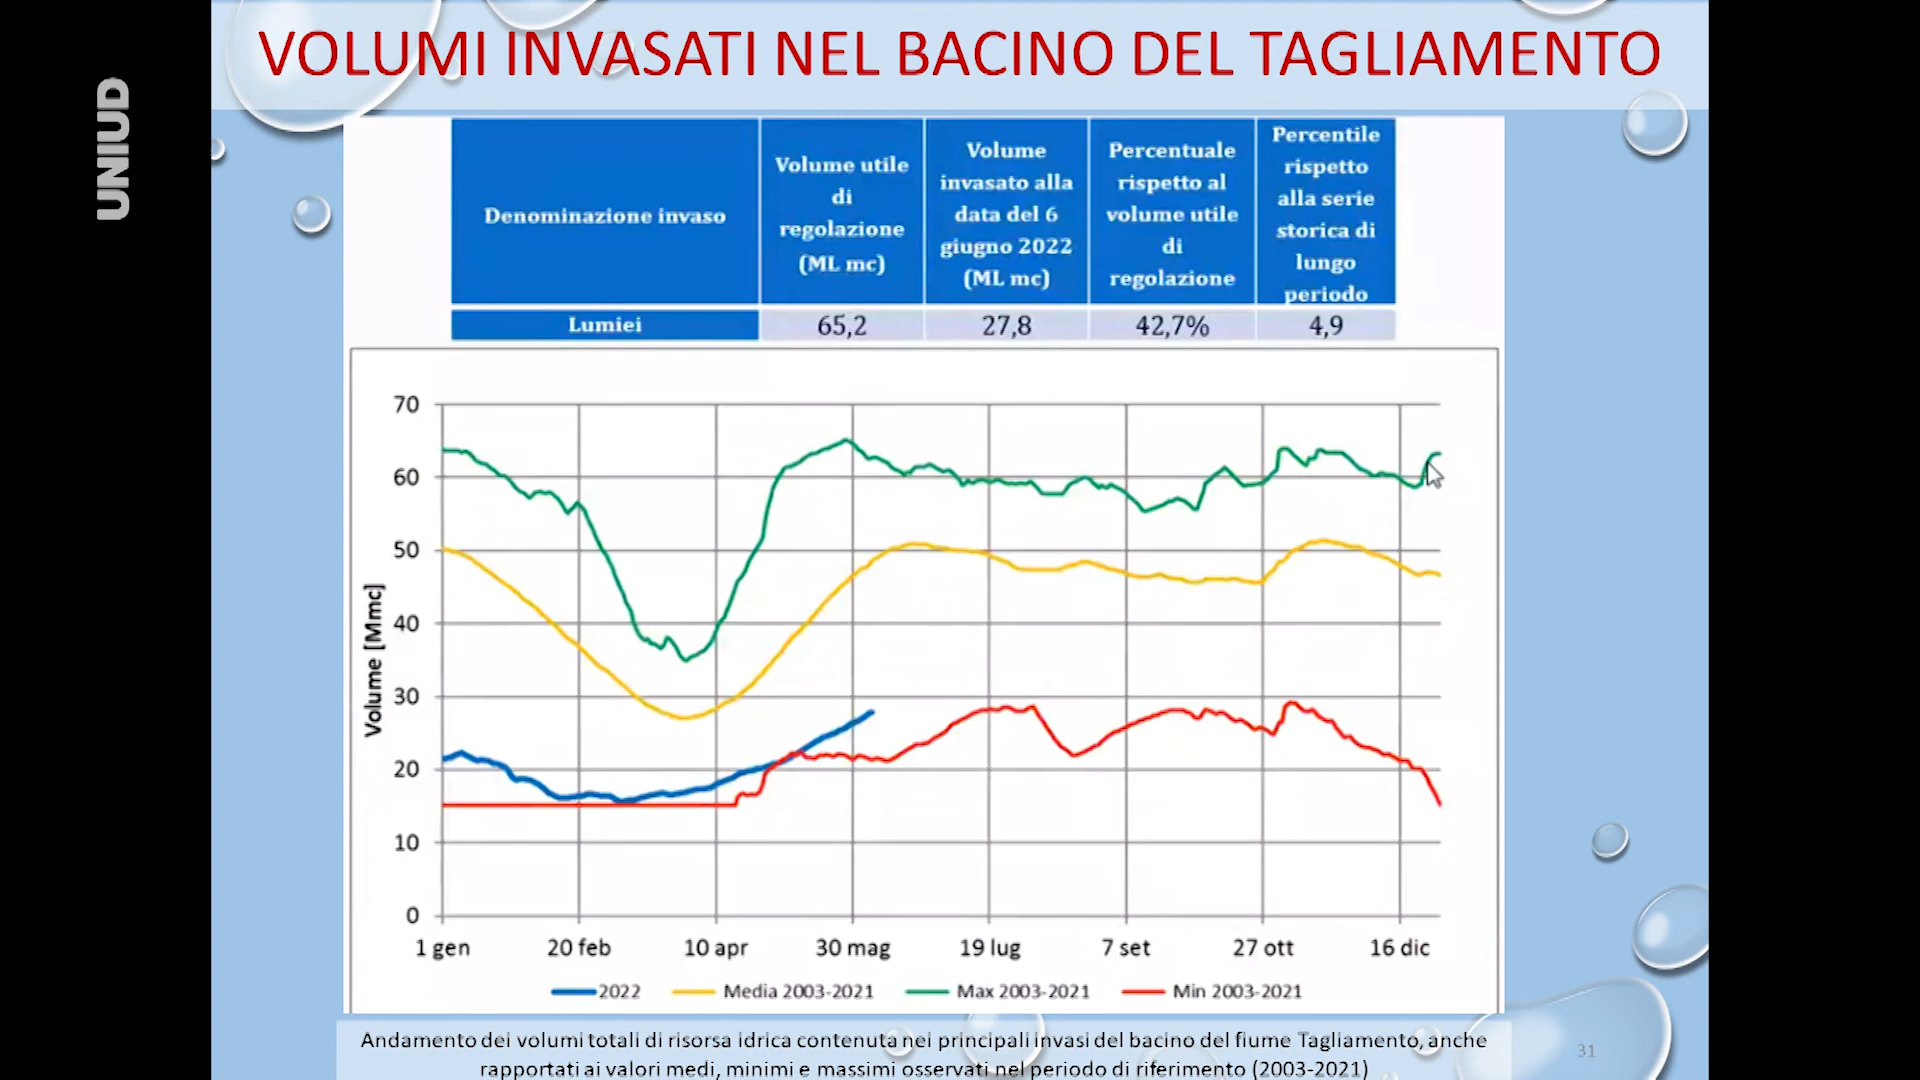 VOLUMI INVASATI NEL BACINO DEL TAGLIAMENTO
UNIUD
Denominazione invaso
Volume utile
di
regolazione
(ML mc)
Volume
invasato alla
data del 6
giugno 2022
(ML mc)
Percentuale
rispetto al
volume utile
di
regolazione
Percentile
rispetto
alla serie
storica di
lungo
periodo
Lumiei 65,2 27,8 42,7% 4,9
Volume [Mmc]
70
60
50
40
30
20
10
0
1 gen 20 feb 10 apr 30 mag 19 lug 7 set 27 ott 16 dic
2022 Media 2003-2021 Max 2003-2021 Min 2003-2021
Andamento dei volumi totali di risorsa idrica contenuta nei principali invasi del bacino del fiume Tagliamento, anche
rapportati ai valori medi, minimi e massimi osservati nel periodo di riferimento (2003-2021)
31